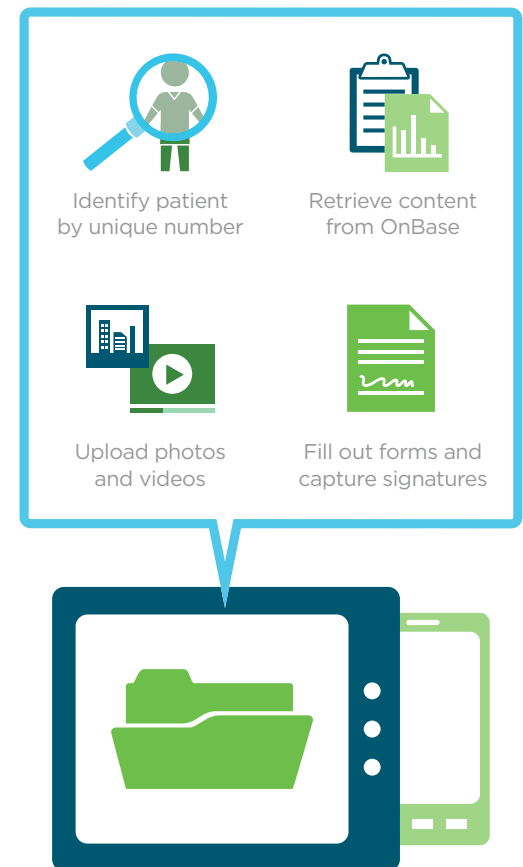 Identify patient
by unique number
Retrieve content
from OnBase
Upload photos
and videos
Fill out forms and
capture signatures